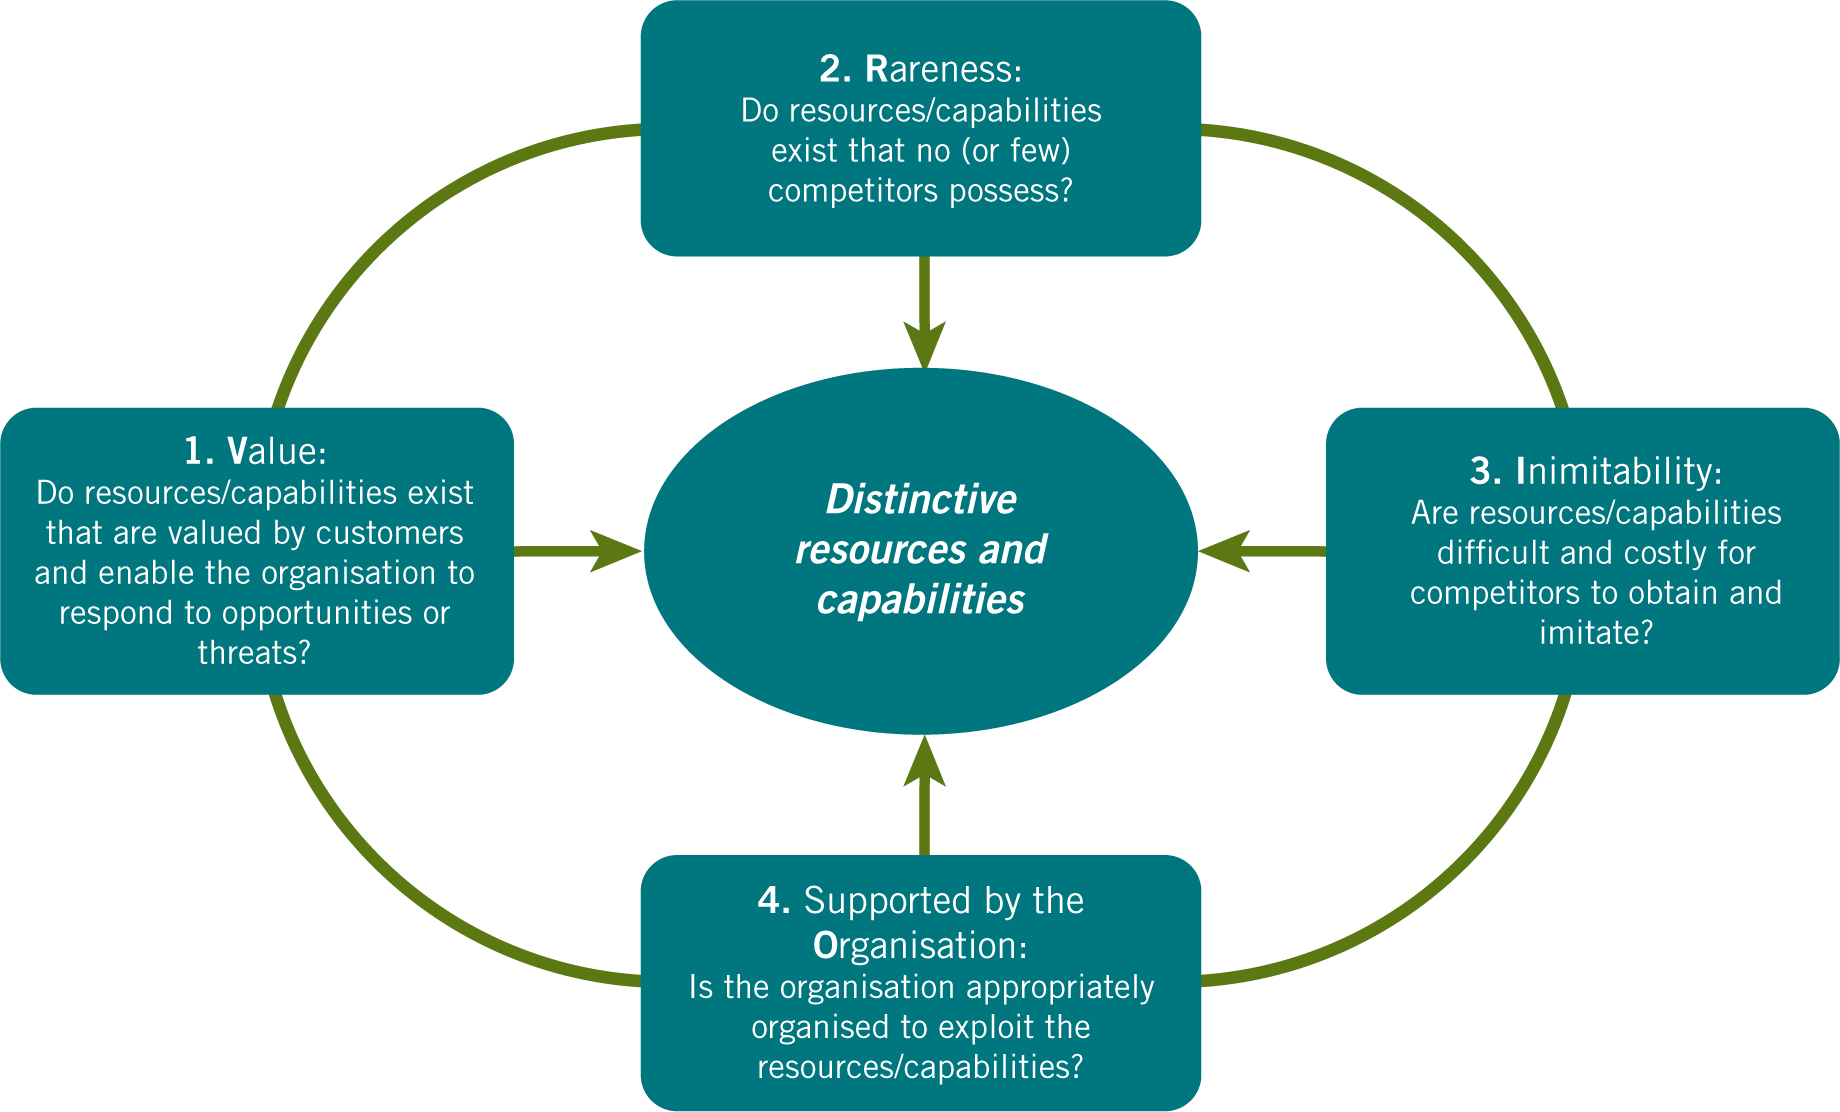 2. Rareness:
Do resources/capabilities
exist that no (or few)
competitors possess?
1. Value:
Do resources/capabilities exist
that are valued by customers
and enable the organisation to
respond to opportunities or
threats?
Distinctive
resources and
capabilities
3. Inimitability:
Are resources/capabilities
difficult and costly for
competitors to obtain and
imitate?
4. Supported by the
Organisation:
Is the organisation appropriately
organised to exploit the
resources/capabilities?